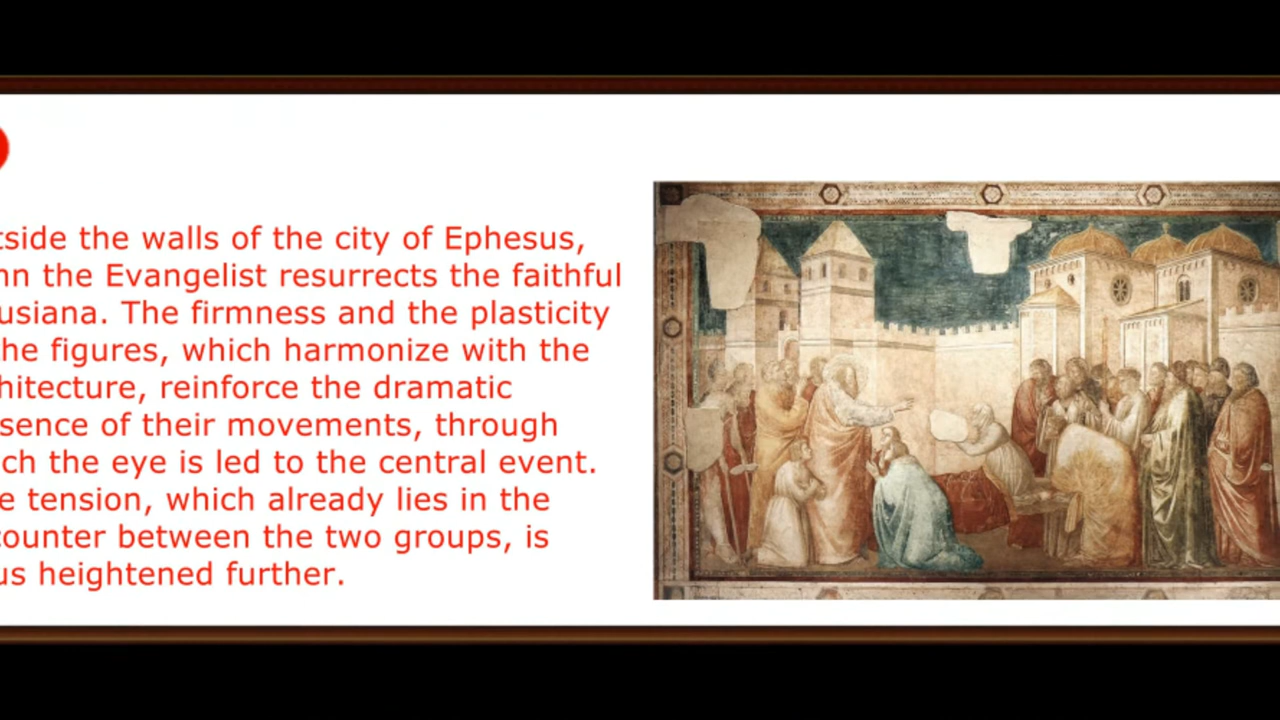 tside the walls of the city of Ephesus,
hn the Evangelist resurrects the faithful
usiana. The firmness and the plasticity
the figures, which harmonize with the
hitecture, reinforce the dramatic
sence of their movements, through
ch the eye is led to the central event.
e tension, which already lies in the
counter between the two groups, is
us heightened further.